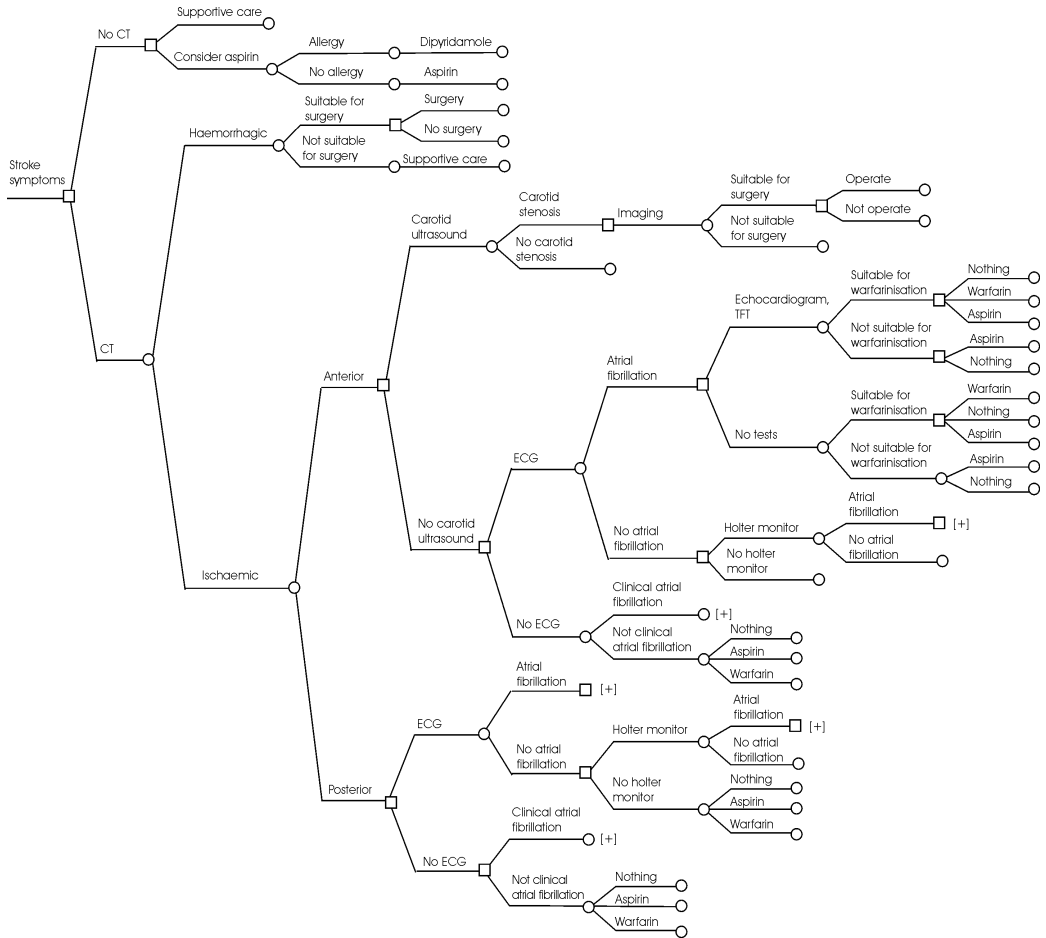 Supportive care
No CT
Consider aspirin
Allergy
Dipyridamole
No allergy
Aspirin
Haemorrhagic
Suitable for
surgery
Surgery
No surgery
Not suitable
for surgery
Supportive care
Stroke
symptoms
CT
Carotid
ultrasound
Carotid
stenosis
No carotid
stenosis
Imaging
Suitable for
surgery
Not suitable
for surgery
Operate
Not operate
Anterior
Echocardiogram,
TFT
Suitable for
warfarinisation
Nothing
Warfarin
Aspirin
Not suitable for
warfarinisation
Aspirin
Nothing
Atrial
fibrillation
No tests
Suitable for
warfarinisation
Warfarin
Nothing
Aspirin
Not suitable for
warfarinisation
Aspirin
Nothing
ECG
No carotid
ultrasound
No atrial
fibrillation
Holter monitor
No holter
monitor
Atrial
fibrillation
[+]
No atrial
fibrillation
Ischaemic
No ECG
Clinical atrial
fibrillation
[+]
Not clinical
atrial fibrillation
Nothing
Aspirin
Warfarin
Posterior
ECG
Atrial
fibrillation
[+]
No atrial
fibrillation
Holter monitor
Atrial
fibrillation
[+]
No atrial
fibrillation
No holter
monitor
Nothing
Aspirin
Warfarin
No ECG
Clinical atrial
fibrillation
[+]
Not clinical
atrial fibrillation
Nothing
Aspirin
Warfarin